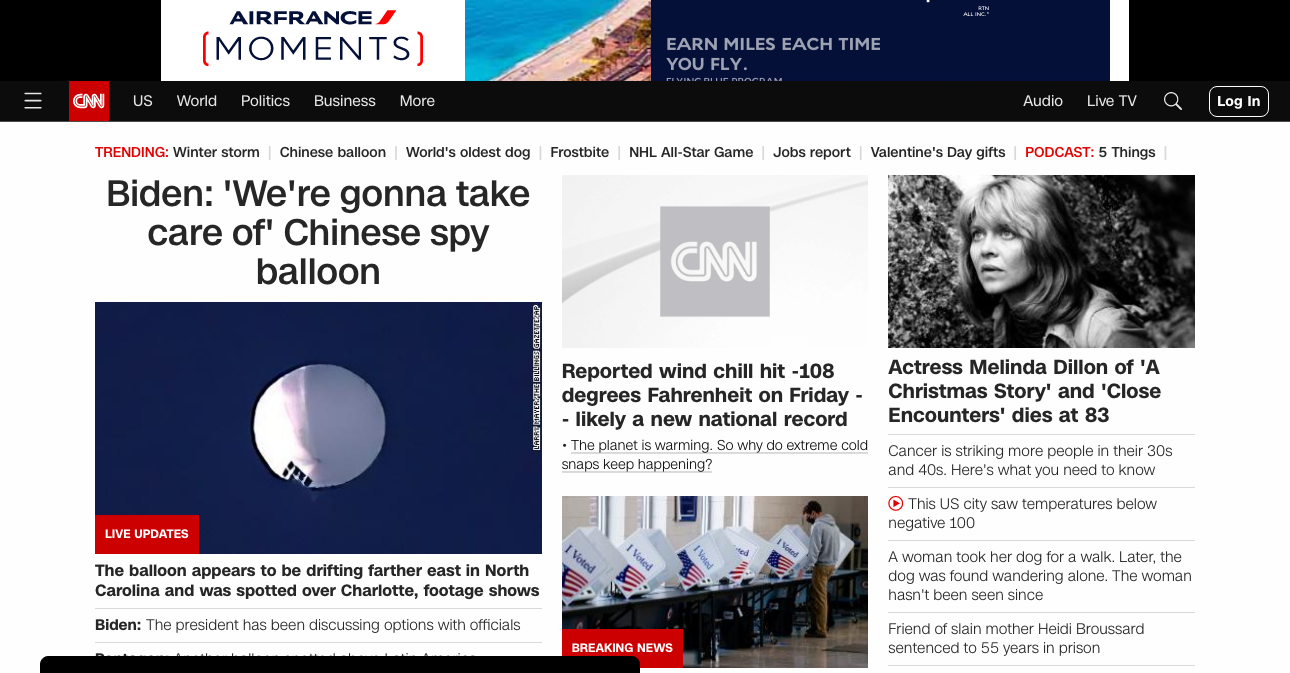 AIRFRANCE
[MOMENTS]
RTN
ALL INC.*
EARN MILES EACH TIME
YOU FLY.
FLYING BLUE PROGRAM
CNN
US
World
Politics
Business
More
Audio
Live TV
Log In
TRENDING: Winter storm | Chinese balloon | World's oldest dog | Frostbite | NHL All-Star Game | Jobs report | Valentine's Day gifts | PODCAST: 5 Things |
Biden: 'We're gonna take
care of' Chinese spy
balloon
LARRY MAYER/THE BILLINGS GAZETTE/AP
LIVE UPDATES
The balloon appears to be drifting farther east in North
Carolina and was spotted over Charlotte, footage shows
Biden: The president has been discussing options with officials
Pentagon: Another balloon spotted above Latin America
CNN
Reported wind chill hit -108
degrees Fahrenheit on Friday -
- likely a new national record
• The planet is warming. So why do extreme cold
snaps keep happening?
I Voted
I Voted
I Voted
I Voted
I Voted
BREAKING NEWS
Actress Melinda Dillon of 'A
Christmas Story' and 'Close
Encounters' dies at 83
Cancer is striking more people in their 30s
and 40s. Here's what you need to know
This US city saw temperatures below
negative 100
A woman took her dog for a walk. Later, the
dog was found wandering alone. The woman
hasn't been seen since
Friend of slain mother Heidi Broussard
sentenced to 55 years in prison